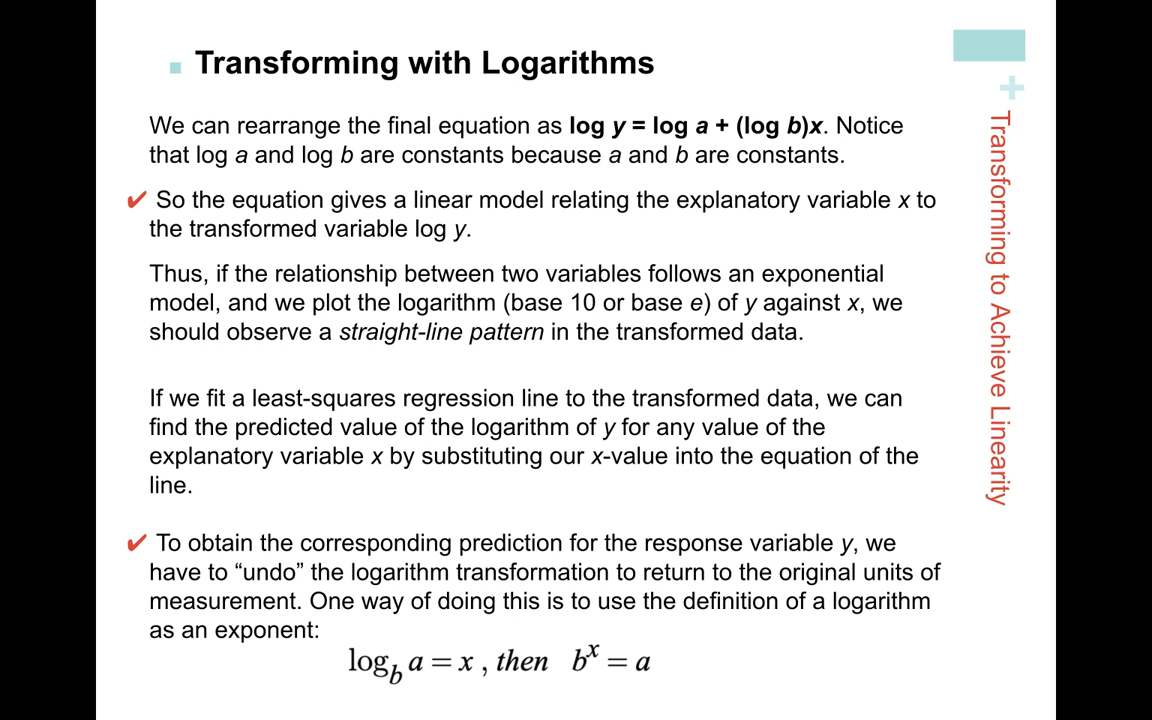 Transforming with Logarithms
We can rearrange the final equation as log y = log a + (log b)x. Notice
that log a and log b are constants because a and b are constants.
✔ So the equation gives a linear model relating the explanatory variable x to
the transformed variable log y.
Thus, if the relationship between two variables follows an exponential
model, and we plot the logarithm (base 10 or base e) of y against x, we
should observe a straight-line pattern in the transformed data.
If we fit a least-squares regression line to the transformed data, we can
find the predicted value of the logarithm of y for any value of the
explanatory variable x by substituting our x-value into the equation of the
line.
✔ To obtain the corresponding prediction for the response variable y, we
have to “undo” the logarithm transformation to return to the original units of
measurement. One way of doing this is to use the definition of a logarithm
as an exponent:
log_b a = x , then b^x = a
+
Transforming to Achieve Linearity